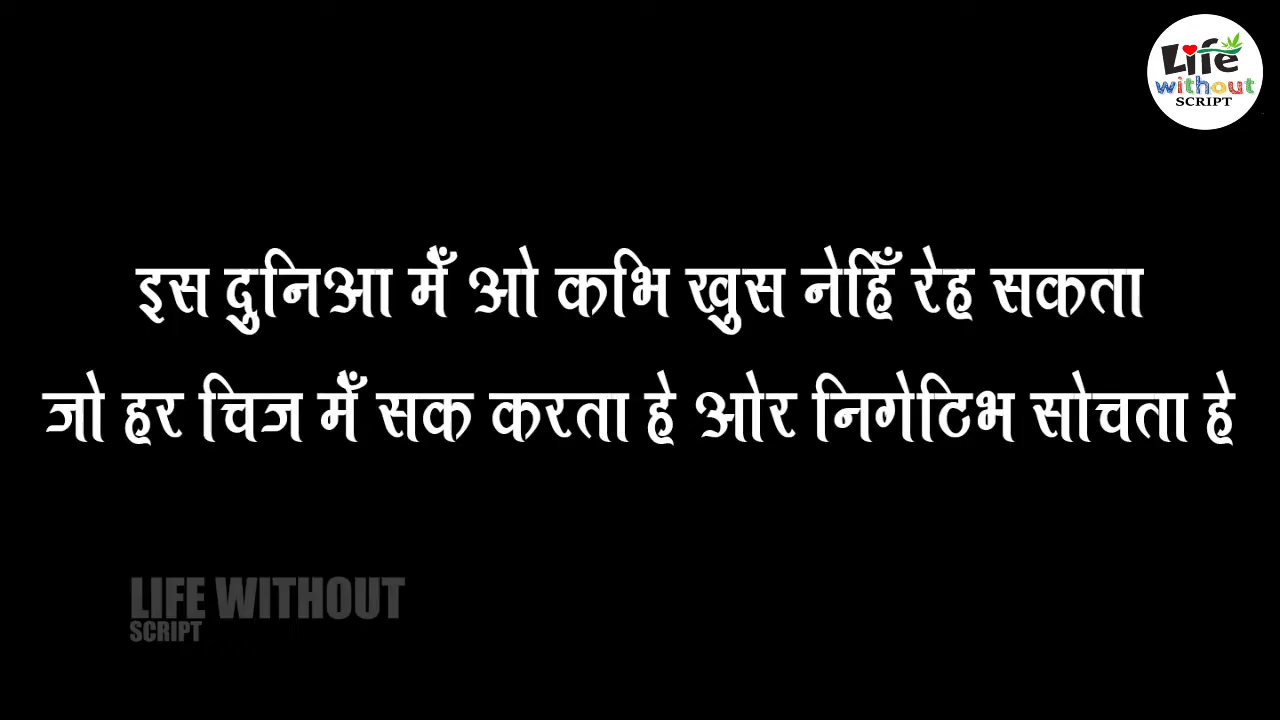 Life
without
SCRIPT
इस दुनिआ मेँ ओ कभि खुस नेहिँ रेह सकता
जो हर चिज मेँ सक करता हे ओर निगेटिभ सोचता हे
LIFE WITHOUT
SCRIPT